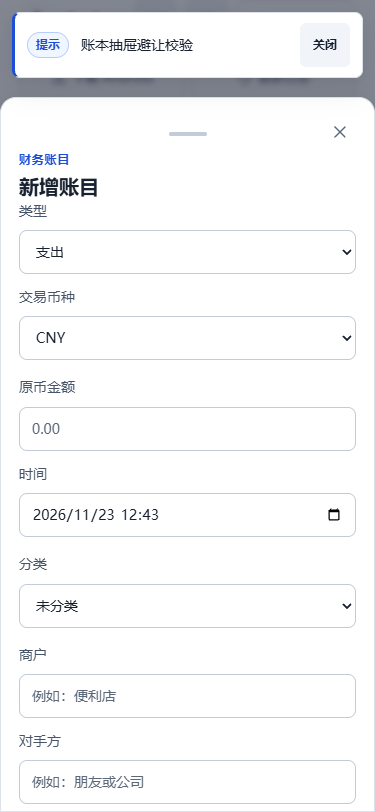 提示 账本抽屉避让校验 关闭
财务账目
新增账目
类型
支出
交易币种
CNY
原币金额
0.00
时间
2026/11/23 12:43
分类
未分类
商户
例如：便利店
对手方
例如：朋友或公司